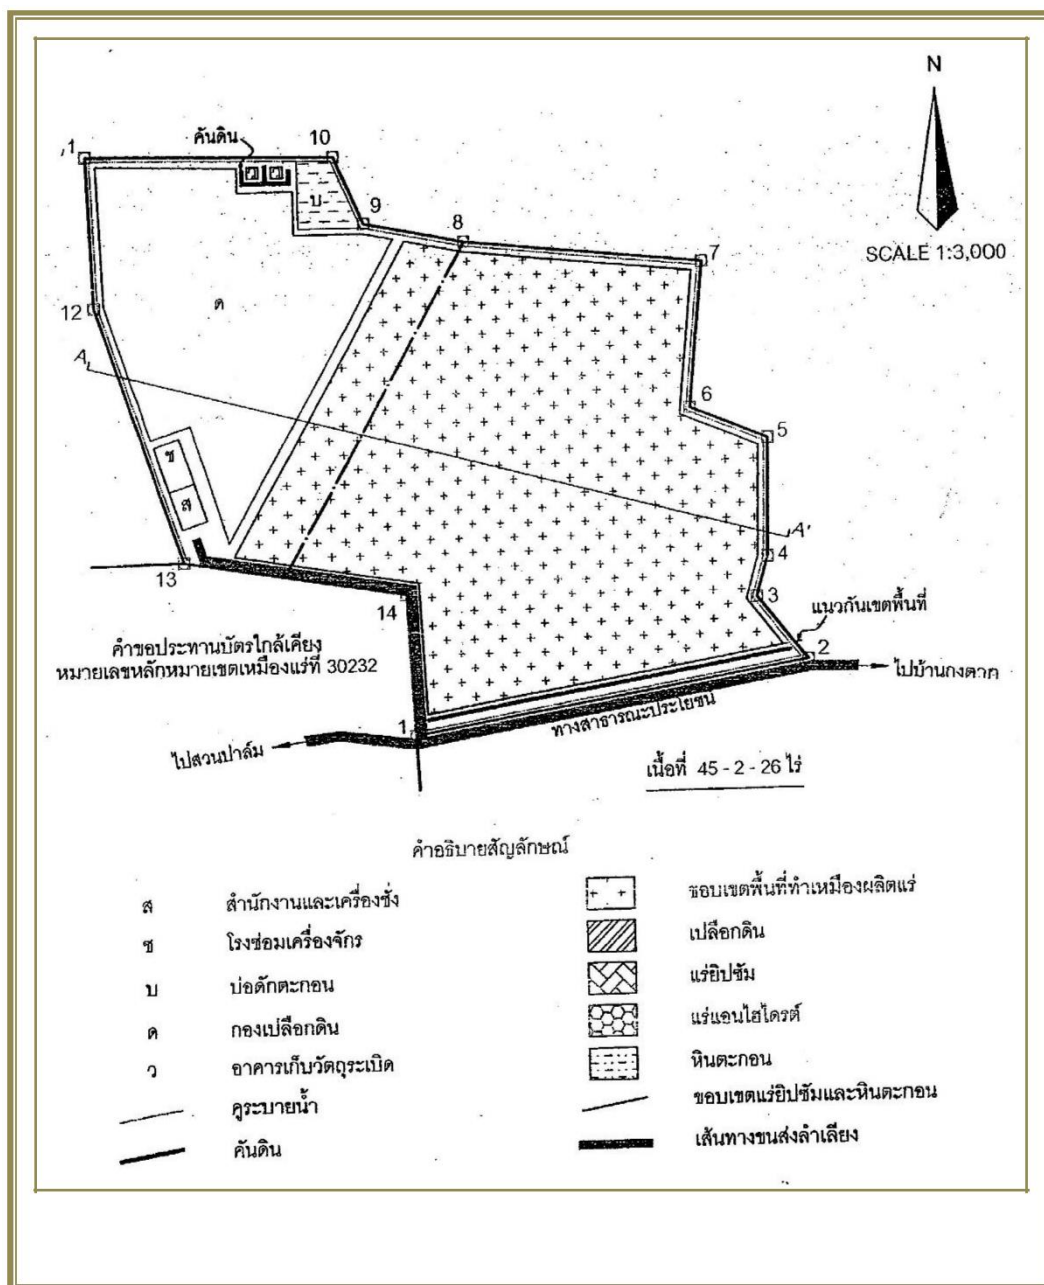 N
SCALE 1:3,000
คันดิน
10
1
บ
9
8
7
12
ด
A
6
5
ซ
ส
A'
4
13
3
14
แนวกันเขตพื้นที่
2
คำขอประทานบัตรใกล้เคียง
หมายเลขหลักหมายเขตเหมืองแร่ที่ 30232
ไปบ้านกงตาก
1
ทางสาธารณะประโยชน์
ไปสวนปาล์ม
เนื้อที่ 45 - 2 - 26 ไร่
คำอธิบายสัญลักษณ์
ส สำนักงานและเครื่องชั่ง
ซ โรงซ่อมเครื่องจักร
บ บ่อดักตะกอน
ด กองเปลือกดิน
ว อาคารเก็บวัตถุระเบิด
คูระบายน้ำ
คันดิน
ขอบเขตพื้นที่ทำเหมืองผลิตแร่
เปลือกดิน
แร่ยิปซัม
แร่แอนไฮไดรต์
หินตะกอน
ขอบเขตแร่ยิปซัมและหินตะกอน
เส้นทางขนส่งลำเลียง